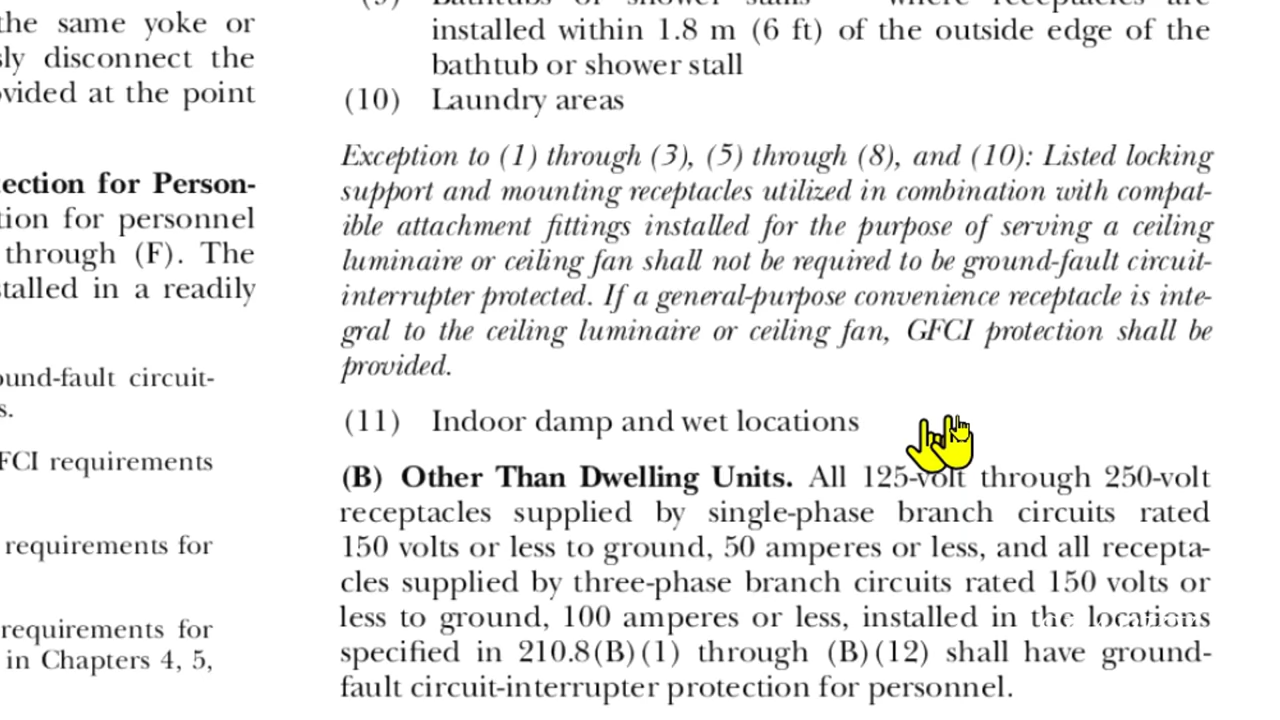 the same yoke or
disconnect the
at the point
for Person-
for personnel
through (F). The
in a readily
circuit-
requirements
requirements for
requirements for
in Chapters 4, 5,
installed within 1.8 m (6 ft) of the outside edge of the
bathtub or shower stall
(10) Laundry areas
Exception to (1) through (3), (5) through (8), and (10): Listed locking
support and mounting receptacles utilized in combination with compat-
ible attachment fittings installed for the purpose of serving a ceiling
luminaire or ceiling fan shall not be required to be ground-fault circuit-
interrupter protected. If a general-purpose convenience receptacle is inte-
gral to the ceiling luminaire or ceiling fan, GFCI protection shall be
provided.
(11) Indoor damp and wet locations
(B) Other Than Dwelling Units. All 125-volt through 250-volt
receptacles supplied by single-phase branch circuits rated
150 volts or less to ground, 50 amperes or less, and all recepta-
cles supplied by three-phase branch circuits rated 150 volts or
less to ground, 100 amperes or less, installed in the locations
specified in 210.8(B)(1) through (B)(12) shall have ground-
fault circuit-interrupter protection for personnel.